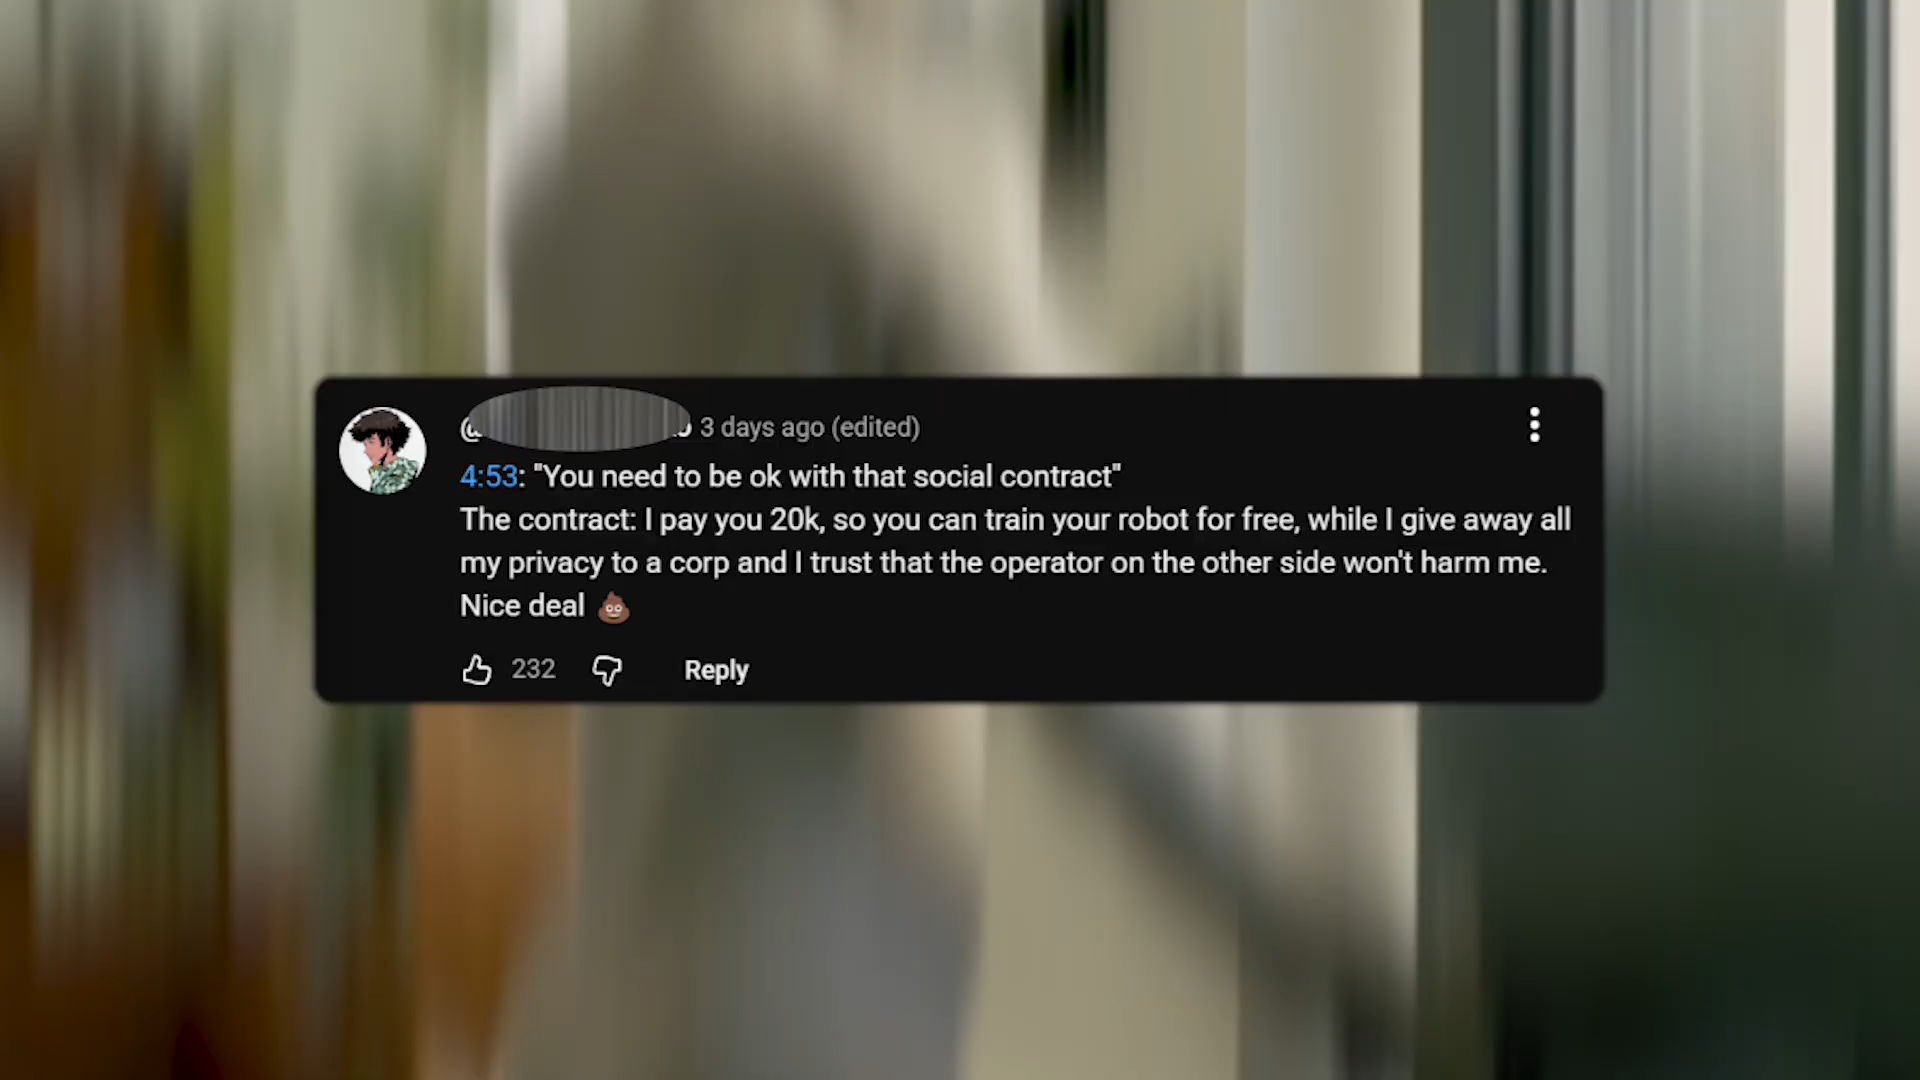 @ 3 days ago (edited)
4:53: "You need to be ok with that social contract"
The contract: I pay you 20k, so you can train your robot for free, while I give away all
my privacy to a corp and I trust that the operator on the other side won't harm me.
Nice deal 💩
232 Reply